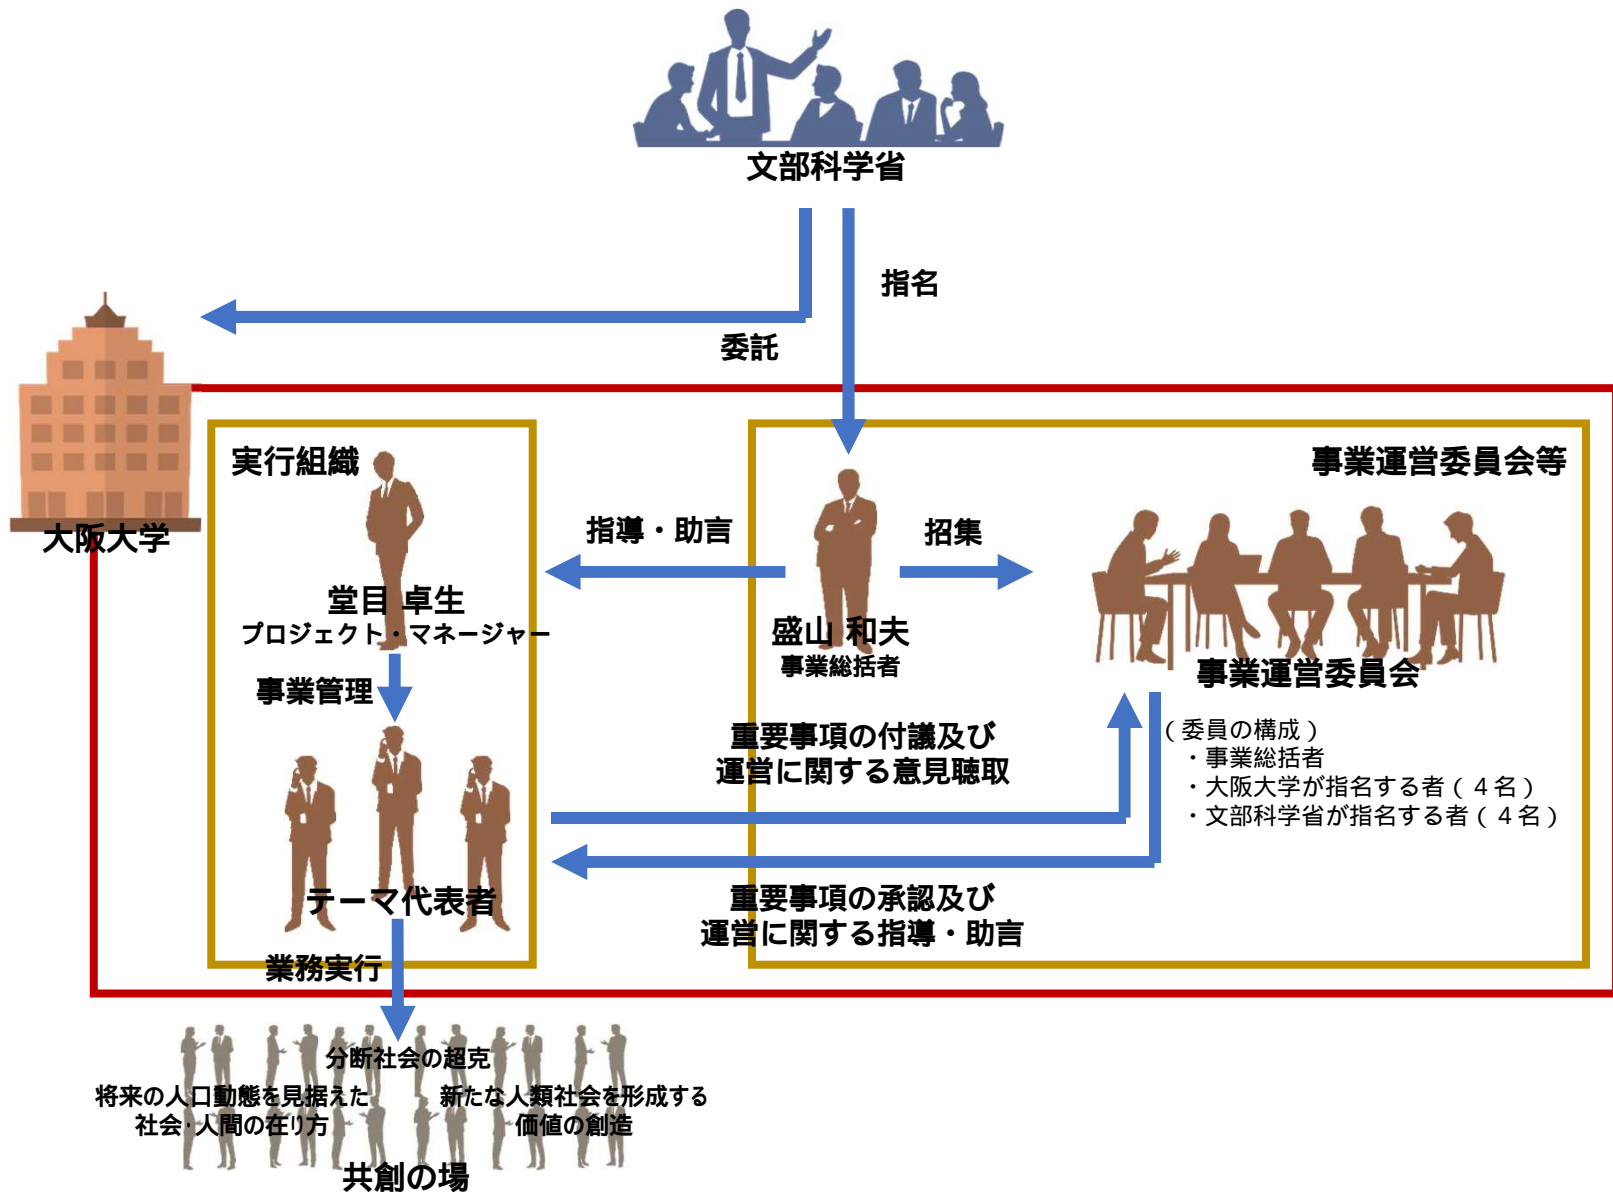 文部科学省
指名
委託
大阪大学
実行組織
堂目 卓生
プロジェクト・マネージャー
事業管理
テーマ代表者
業務実行
指導・助言
招集
盛山 和夫
事業総括者
事業運営委員会等
事業運営委員会
（委員の構成）
・事業総括者
・大阪大学が指名する者（４名）
・文部科学省が指名する者（４名）
重要事項の付議及び
運営に関する意見聴取
重要事項の承認及び
運営に関する指導・助言
分断社会の超克
将来の人口動態を見据えた
社会・人間の在り方
新たな人類社会を形成する
価値の創造
共創の場